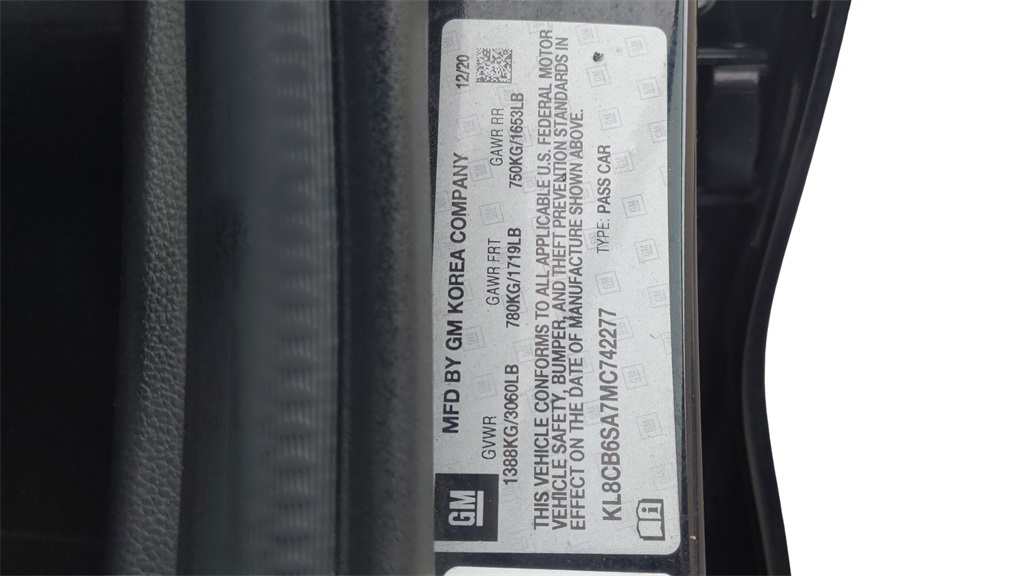 GM
MFD BY GM KOREA COMPANY 12/20
GVWR GAWR FRT GAWR RR
1388KG/3060LB 780KG/1719LB 750KG/1653LB
THIS VEHICLE CONFORMS TO ALL APPLICABLE U.S. FEDERAL MOTOR
VEHICLE SAFETY, BUMPER, AND THEFT PREVENTION STANDARDS IN
EFFECT ON THE DATE OF MANUFACTURE SHOWN ABOVE.
KL8CB6SA7MC742277 TYPE: PASS CAR